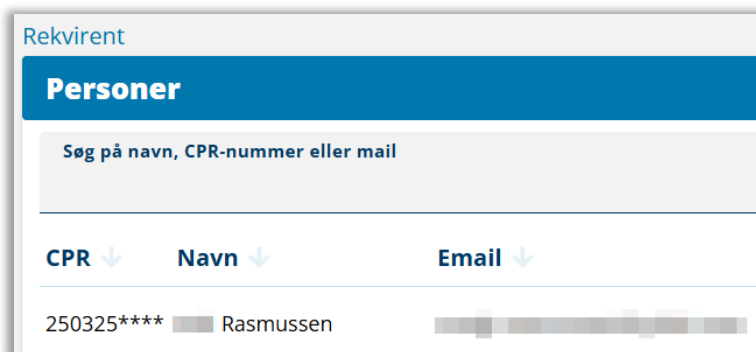 Rekvirent
Personer
Søg på navn, CPR-nummer eller mail
CPR Navn Email
250325**** Rasmussen